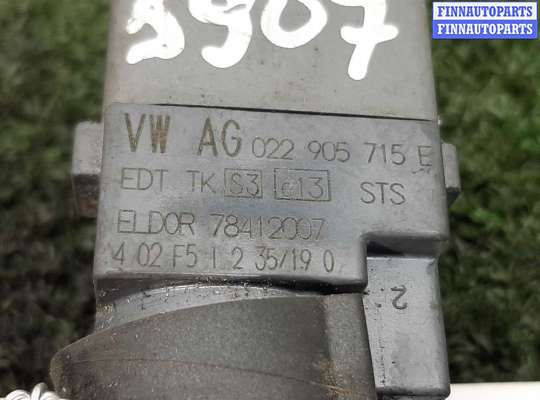 FINNAUTOPARTS
FINNAUTOPARTS
5907
VW AG 022 905 715 E
EDT TK S3 e13 STS
ELDOR 78412007
4 02 F5 1 2 35/19 0
2